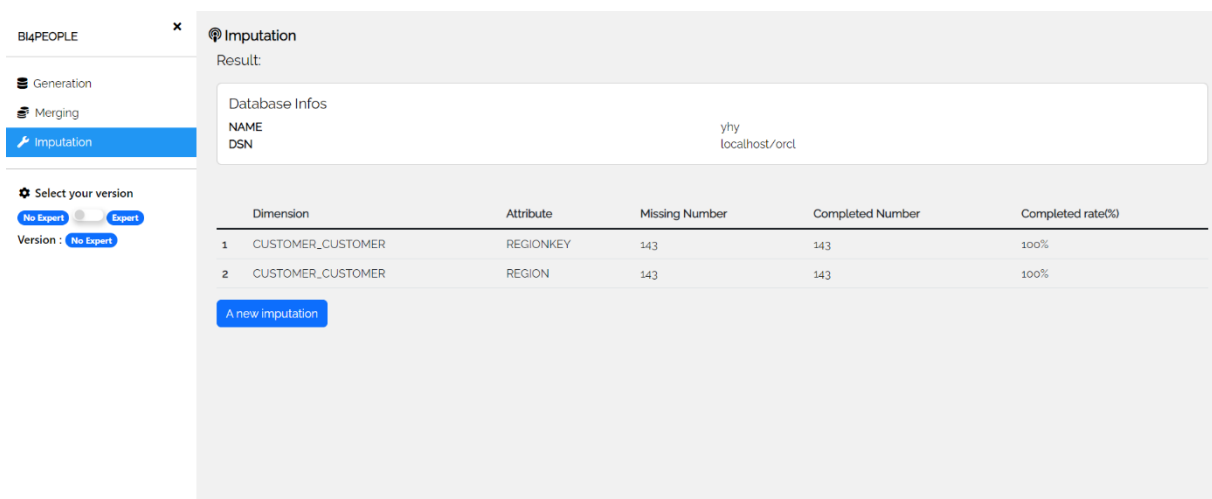 BI4PEOPLE ×
Generation
Merging
Imputation
Select your version
No Expert Expert
Version : No Expert
Imputation
Result:
Database Infos
NAME yhy
DSN localhost/orcl
Dimension Attribute Missing Number Completed Number Completed rate(%)
1 CUSTOMER_CUSTOMER REGIONKEY 143 143 100%
2 CUSTOMER_CUSTOMER REGION 143 143 100%
A new imputation